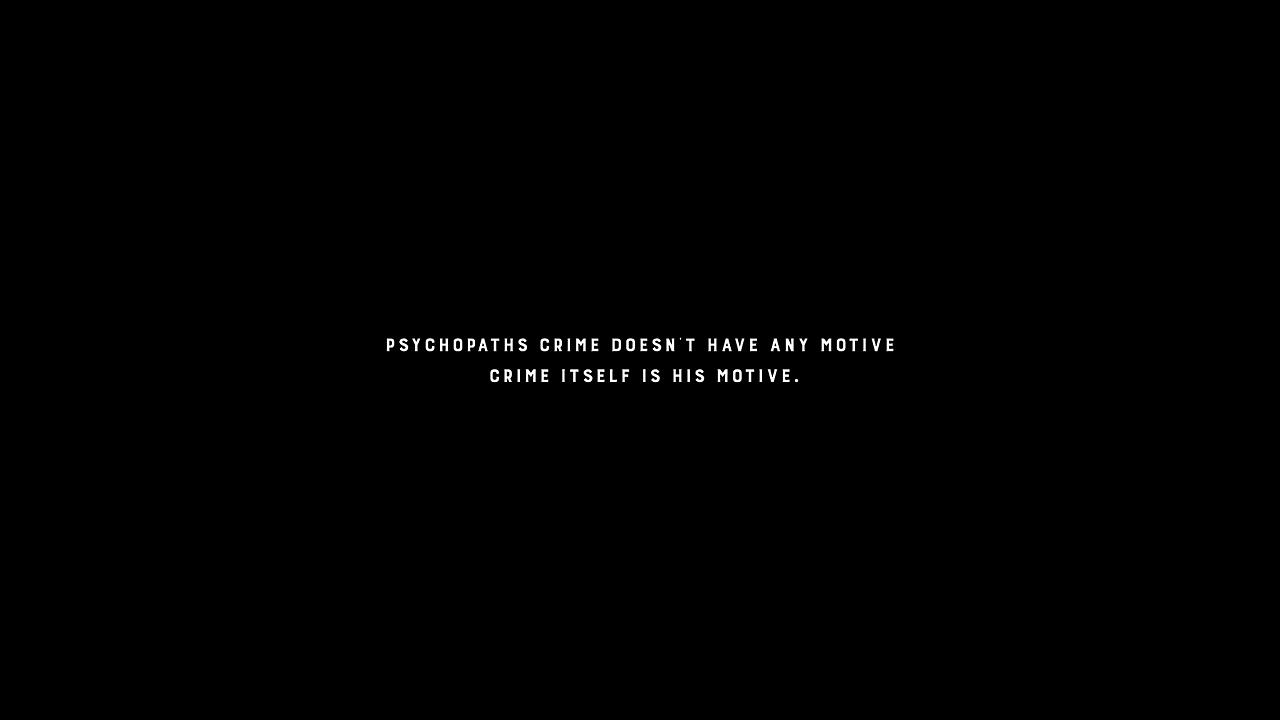 PSYCHOPATHS CRIME DOESN'T HAVE ANY MOTIVE
CRIME ITSELF IS HIS MOTIVE.